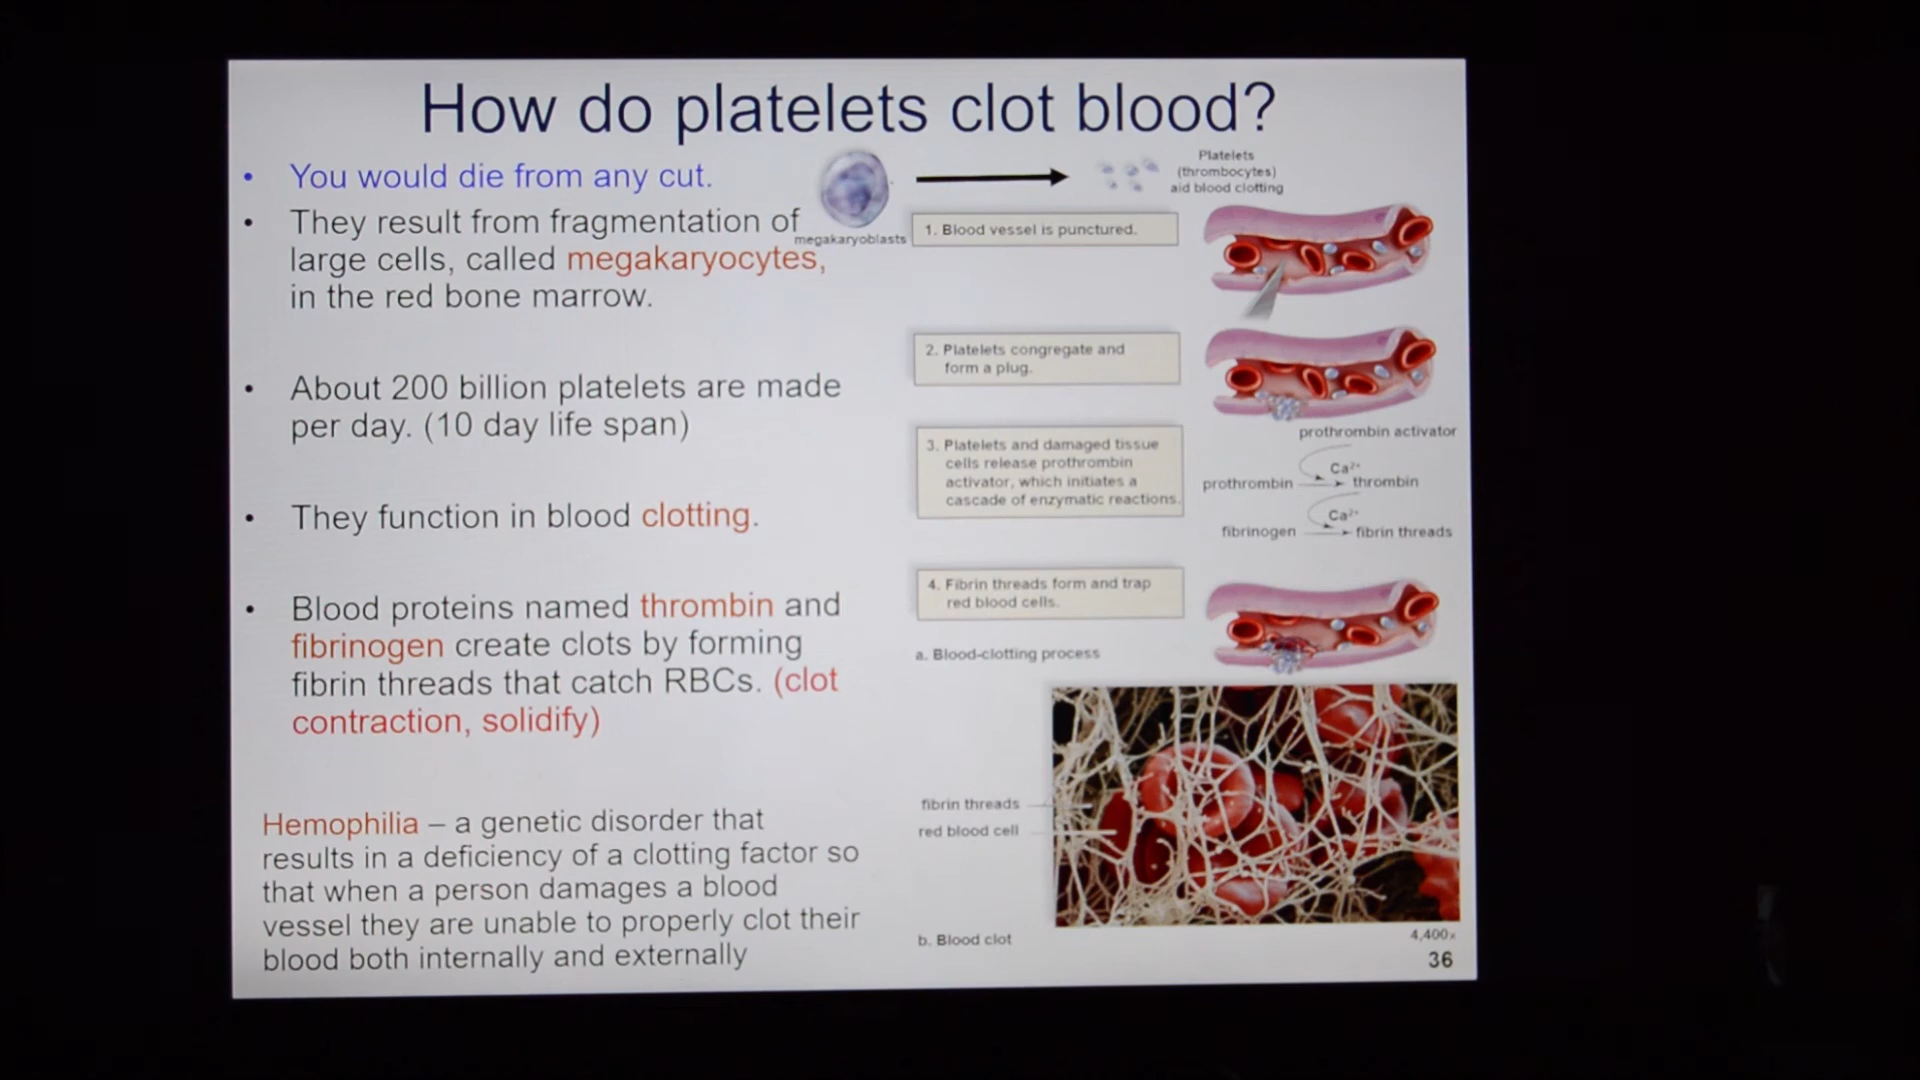 How do platelets clot blood?
• You would die from any cut.
• They result from fragmentation of
large cells, called megakaryocytes,
in the red bone marrow.
• About 200 billion platelets are made
per day. (10 day life span)
• They function in blood clotting.
• Blood proteins named thrombin and
fibrinogen create clots by forming
fibrin threads that catch RBCs. (clot
contraction, solidify)
Hemophilia – a genetic disorder that
results in a deficiency of a clotting factor so
that when a person damages a blood
vessel they are unable to properly clot their
blood both internally and externally
megakaryoblasts
Platelets
(thrombocytes)
aid blood clotting
1. Blood vessel is punctured.
2. Platelets congregate and
form a plug.
3. Platelets and damaged tissue
cells release prothrombin
activator, which initiates a
cascade of enzymatic reactions.
prothrombin activator
Ca²⁺
prothrombin thrombin
Ca²⁺
fibrinogen fibrin threads
4. Fibrin threads form and trap
red blood cells.
a. Blood-clotting process
fibrin threads
red blood cell
b. Blood clot
4,400x
36